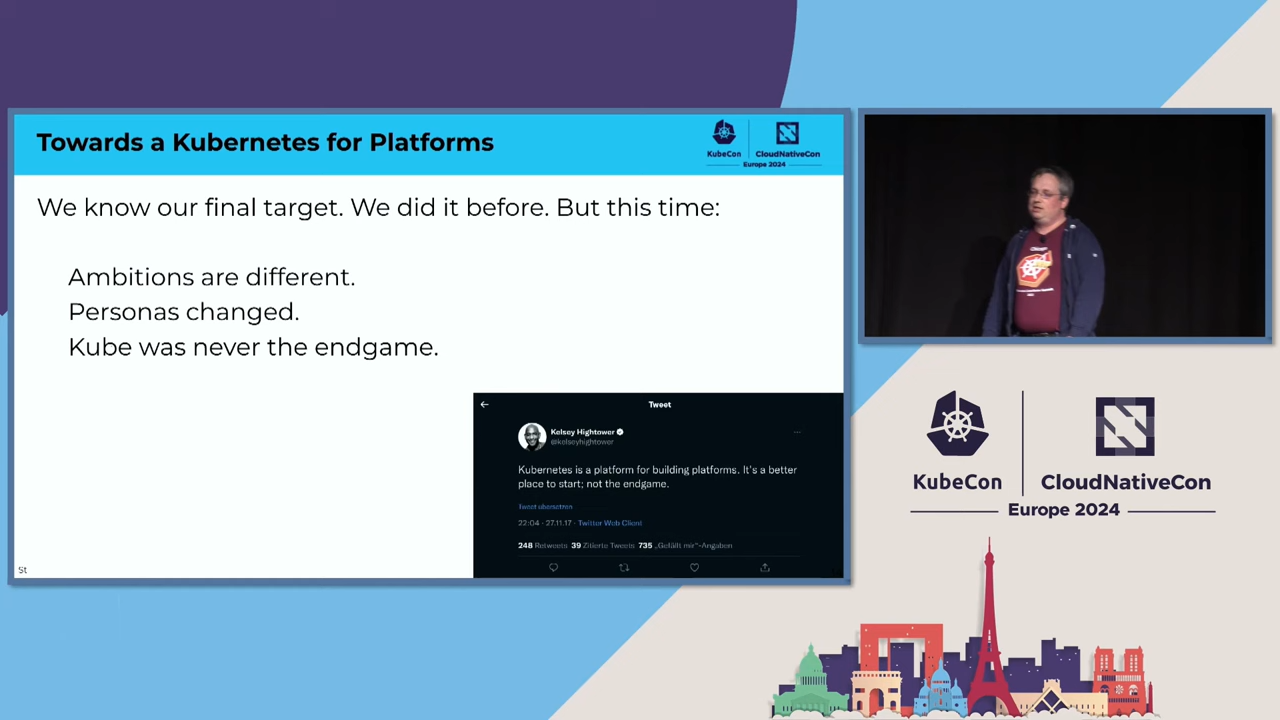 Towards a Kubernetes for Platforms
KubeCon
CloudNativeCon
Europe 2024
We know our final target. We did it before. But this time:
Ambitions are different.
Personas changed.
Kube was never the endgame.
Tweet
Kelsey Hightower
@kelseyhightower
Kubernetes is a platform for building platforms. It's a better
place to start; not the endgame.
Tweet übersetzen
22:04 · 27.11.17 · Twitter Web Client
248 Retweets 39 Zitierte Tweets 735 „Gefällt mir“-Angaben
St
KubeCon
CloudNativeCon
Europe 2024